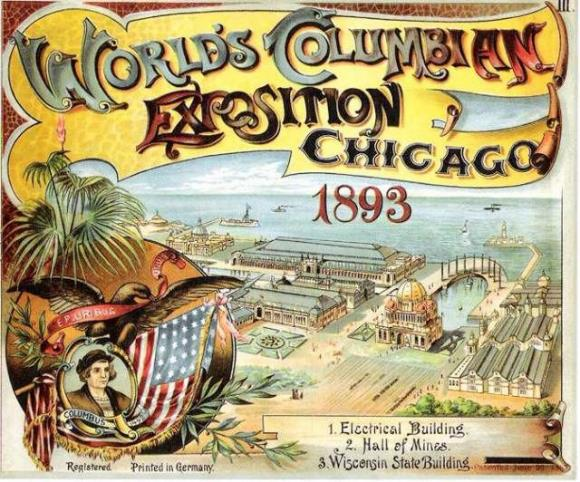 III.
WORLD'S COLUMBIAN
EXPOSITION
CHICAGO
1893
E PLURIBUS
COLUMBUS
1. Electrical Building.
2. Hall of Mines.
3. Wisconsin State Building.
Registered. Printed in Germany.